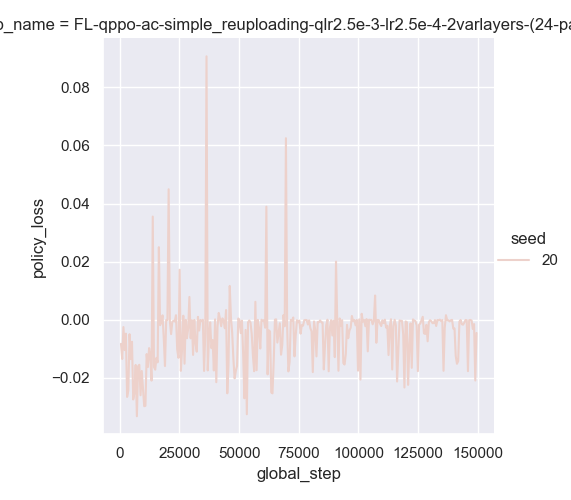 o_name = FL-qppo-ac-simple_reuploading-qlr2.5e-3-lr2.5e-4-2varlayers-(24-pa
0.08
0.06
0.04
0.02
0.00
−0.02
policy_loss
seed
20
0 25000 50000 75000 100000 125000 150000
global_step